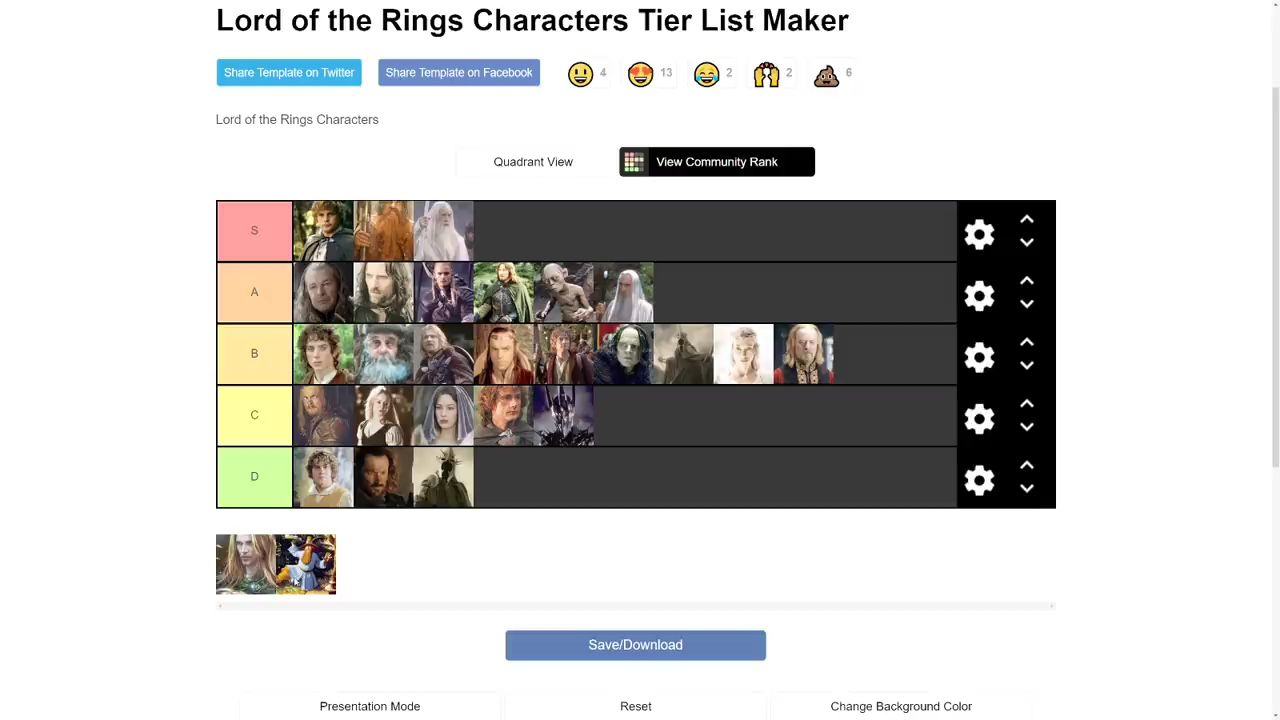 Lord of the Rings Characters Tier List Maker
Share Template on Twitter
Share Template on Facebook
4
13
2
2
6
Lord of the Rings Characters
Quadrant View
View Community Rank
S
A
B
C
D
Save/Download
Presentation Mode
Reset
Change Background Color